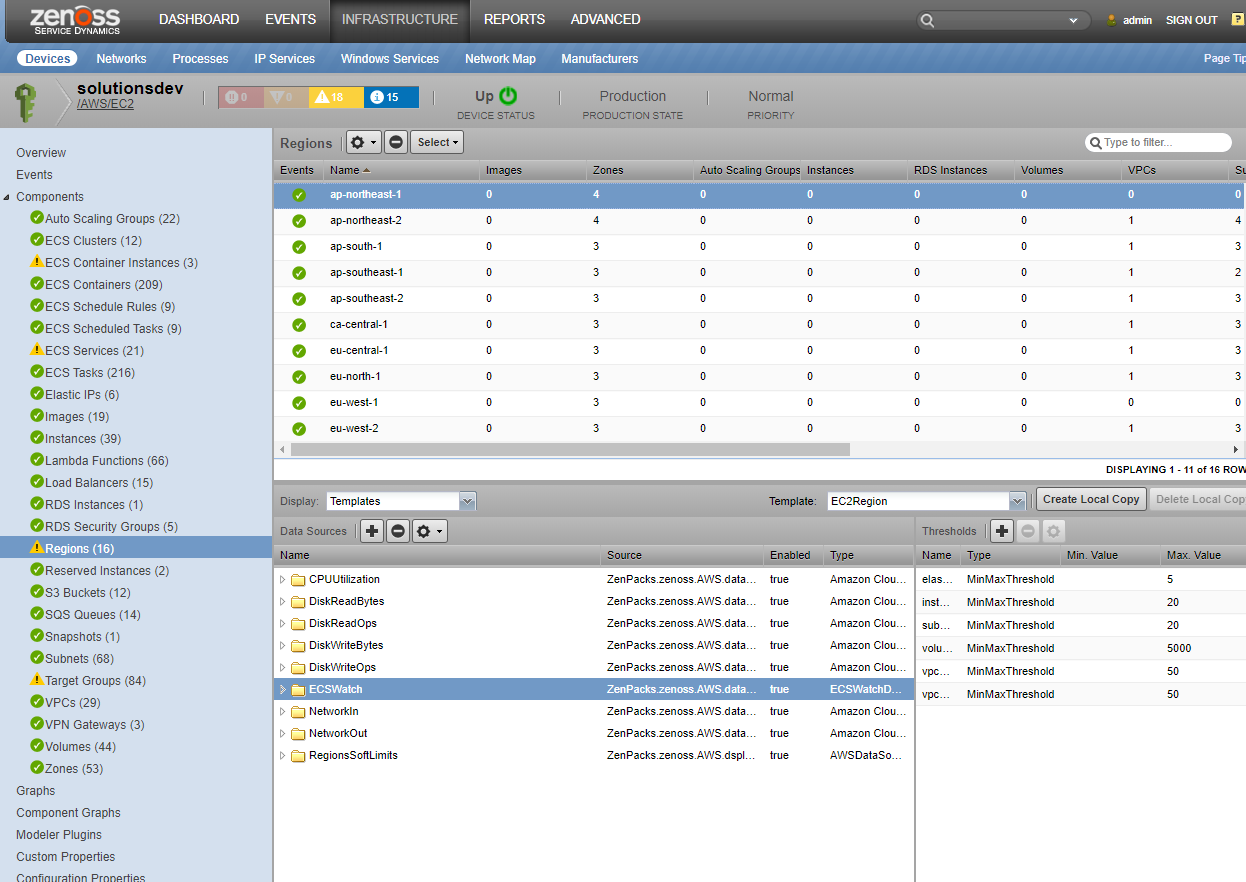 zenoss
SERVICE DYNAMICS
DASHBOARD EVENTS INFRASTRUCTURE REPORTS ADVANCED admin SIGN OUT ?
Devices Networks Processes IP Services Windows Services Network Map Manufacturers Page Tip
solutionsdev
/AWS/EC2
0 0 18 15
Up Production Normal
DEVICE STATUS PRODUCTION STATE PRIORITY
Overview
Events
Components
Auto Scaling Groups (22)
ECS Clusters (12)
ECS Container Instances (3)
ECS Containers (209)
ECS Schedule Rules (9)
ECS Scheduled Tasks (9)
ECS Services (21)
ECS Tasks (216)
Elastic IPs (6)
Images (19)
Instances (39)
Lambda Functions (66)
Load Balancers (15)
RDS Instances (1)
RDS Security Groups (5)
Regions (16)
Reserved Instances (2)
S3 Buckets (12)
SQS Queues (14)
Snapshots (1)
Subnets (68)
Target Groups (84)
VPCs (29)
VPN Gateways (3)
Volumes (44)
Zones (53)
Graphs
Component Graphs
Modeler Plugins
Custom Properties
Configuration Properties
Regions Select Type to filter...
Events Name Images Zones Auto Scaling Groups Instances RDS Instances Volumes VPCs Su
ap-northeast-1 0 4 0 0 0 0 0 0
ap-northeast-2 0 4 0 0 0 0 1 4
ap-south-1 0 3 0 0 0 0 1 3
ap-southeast-1 0 3 0 0 0 0 1 2
ap-southeast-2 0 3 0 0 0 0 1 3
ca-central-1 0 3 0 0 0 0 1 3
eu-central-1 0 3 0 0 0 0 1 3
eu-north-1 0 3 0 0 0 0 1 3
eu-west-1 0 3 0 0 0 0 0 0
eu-west-2 0 3 0 0 0 0 1 3
DISPLAYING 1 - 11 of 16 ROW
Display: Templates Template: EC2Region Create Local Copy Delete Local Cop
Data Sources
Name Source Enabled Type
CPUUtilization ZenPacks.zenoss.AWS.data... true Amazon Clou...
DiskReadBytes ZenPacks.zenoss.AWS.data... true Amazon Clou...
DiskReadOps ZenPacks.zenoss.AWS.data... true Amazon Clou...
DiskWriteBytes ZenPacks.zenoss.AWS.data... true Amazon Clou...
DiskWriteOps ZenPacks.zenoss.AWS.data... true Amazon Clou...
ECSWatch ZenPacks.zenoss.AWS.data... true ECSWatchD...
NetworkIn ZenPacks.zenoss.AWS.data... true Amazon Clou...
NetworkOut ZenPacks.zenoss.AWS.data... true Amazon Clou...
RegionsSoftLimits ZenPacks.zenoss.AWS.dspl... true AWSDataSo...
Thresholds
Name Type Min. Value Max. Value
elas... MinMaxThreshold 5
inst... MinMaxThreshold 20
sub... MinMaxThreshold 20
volu... MinMaxThreshold 5000
vpc... MinMaxThreshold 50
vpc... MinMaxThreshold 50